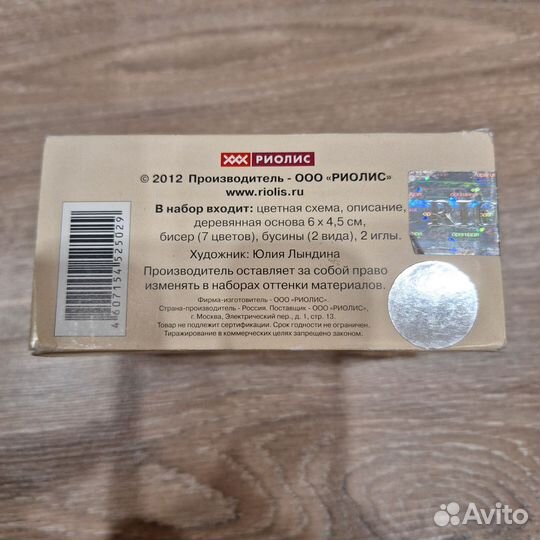 РИОЛИС
© 2012 Производитель - ООО «РИОЛИС»
www.riolis.ru
В набор входит: цветная схема, описание,
деревянная основа 6 х 4,5 см,
бисер (7 цветов), бусины (2 вида), 2 иглы.
Художник: Юлия Лындина
Производитель оставляет за собой право
изменять в наборах оттенки материалов.
Фирма-изготовитель - ООО «РИОЛИС».
Страна-производитель - Россия. Поставщик - ООО «РИОЛИС»,
г. Москва, Электрический пер., д. 1, стр. 13.
Товар не подлежит сертификации. Срок годности не ограничен.
Тиражирование в коммерческих целях запрещено законом.
4607154525029
Avito